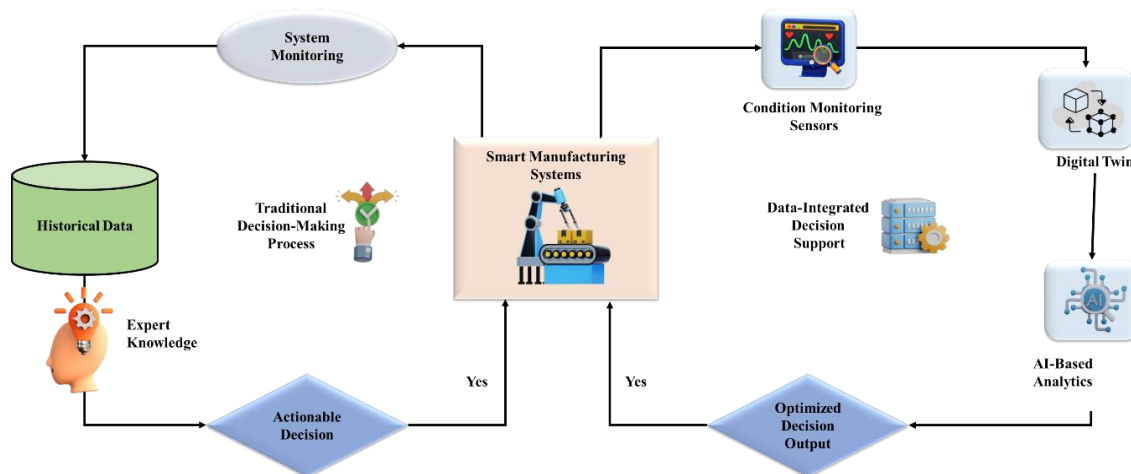 System
Monitoring
Condition Monitoring
Sensors
Digital Twin
Smart Manufacturing
Systems
Historical Data
Traditional
Decision-Making
Process
Data-Integrated
Decision
Support
AI
Expert
Knowledge
AI-Based
Analytics
Yes
Yes
Actionable
Decision
Optimized
Decision
Output